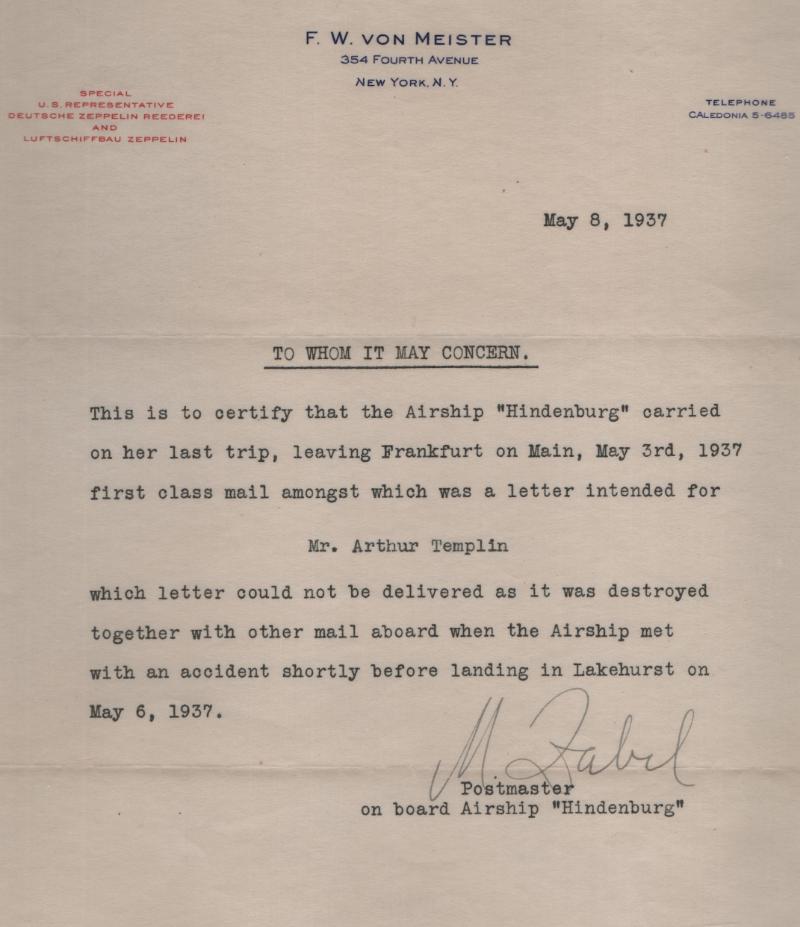 F. W. VON MEISTER
354 FOURTH AVENUE
NEW YORK, N. Y.
SPECIAL
U. S. REPRESENTATIVE
DEUTSCHE ZEPPELIN REEDEREI
AND
LUFTSCHIFFBAU ZEPPELIN
TELEPHONE
CALEDONIA 5-6485
May 8, 1937
TO WHOM IT MAY CONCERN.
This is to certify that the Airship "Hindenburg" carried
on her last trip, leaving Frankfurt on Main, May 3rd, 1937
first class mail amongst which was a letter intended for
Mr. Arthur Templin
which letter could not be delivered as it was destroyed
together with other mail aboard when the Airship met
with an accident shortly before landing in Lakehurst on
May 6, 1937.
M. Zabel
Postmaster
on board Airship "Hindenburg"